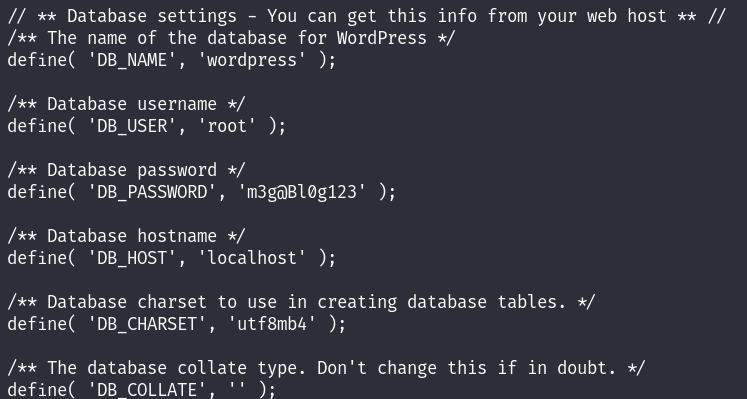 // ** Database settings - You can get this info from your web host ** //
/** The name of the database for WordPress */
define( 'DB_NAME', 'wordpress' );
/** Database username */
define( 'DB_USER', 'root' );
/** Database password */
define( 'DB_PASSWORD', 'm3g@Bl0g123' );
/** Database hostname */
define( 'DB_HOST', 'localhost' );
/** Database charset to use in creating database tables. */
define( 'DB_CHARSET', 'utf8mb4' );
/** The database collate type. Don't change this if in doubt. */
define( 'DB_COLLATE', '' );